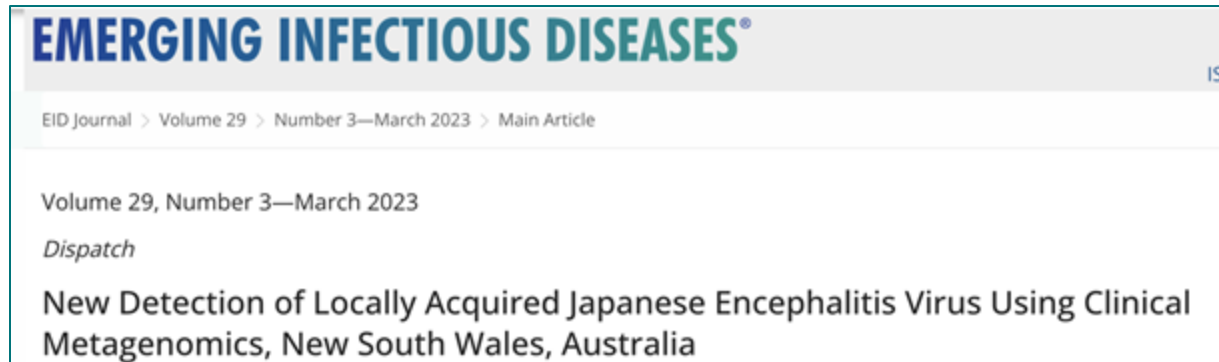 EMERGING INFECTIOUS DISEASES®
IS
EID Journal > Volume 29 > Number 3—March 2023 > Main Article
Volume 29, Number 3—March 2023
Dispatch
New Detection of Locally Acquired Japanese Encephalitis Virus Using Clinical
Metagenomics, New South Wales, Australia